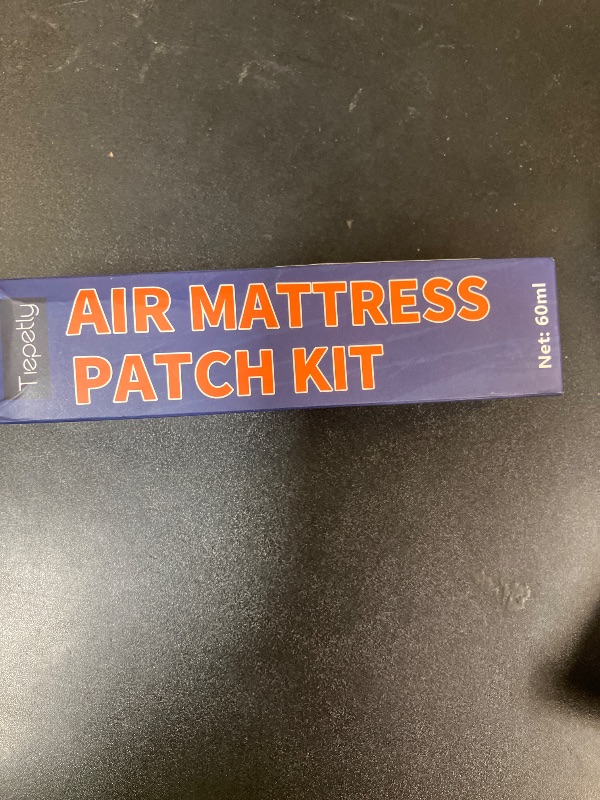 Tiepetly
AIR MATTRESS
PATCH KIT
Net: 60ml